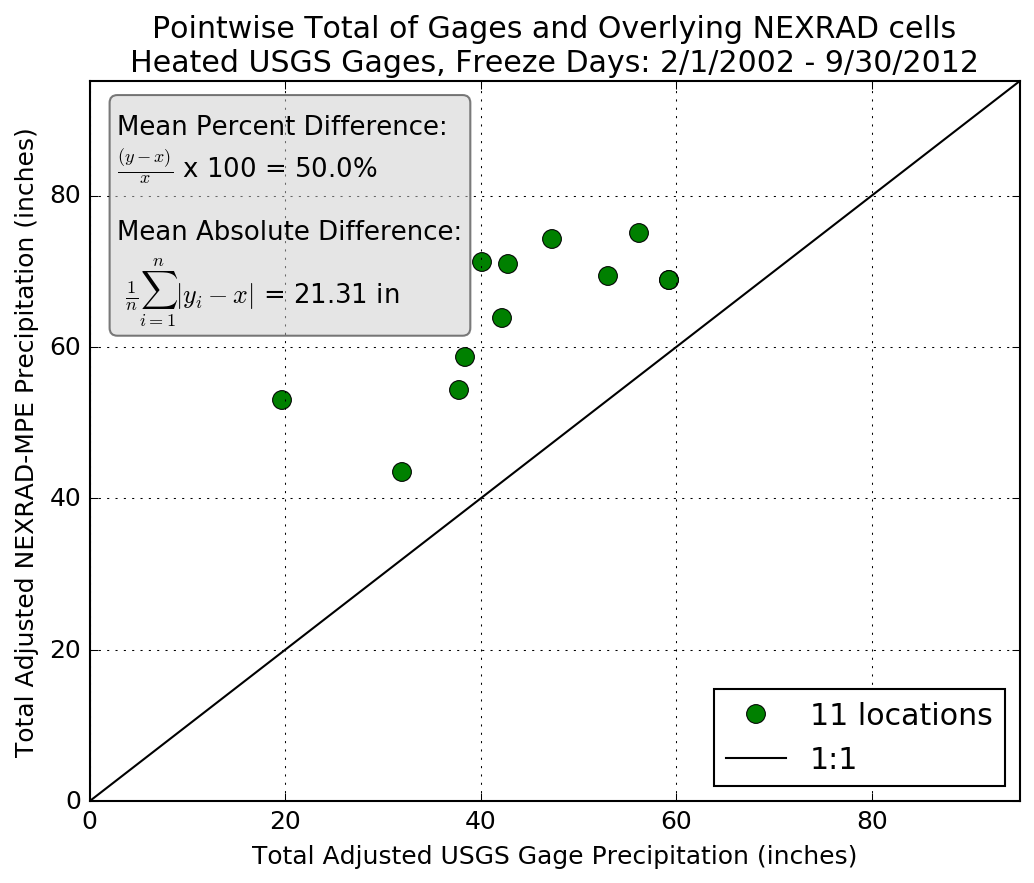 Pointwise Total of Gages and Overlying NEXRAD cells
Heated USGS Gages, Freeze Days: 2/1/2002 - 9/30/2012
Mean Percent Difference:
(y−x)/x x 100 = 50.0%
Mean Absolute Difference:
1/n ∑_{i=1}^{n} |y_i − x| = 21.31 in
Total Adjusted NEXRAD-MPE Precipitation (inches)
80
60
40
20
0
11 locations
1:1
0 20 40 60 80
Total Adjusted USGS Gage Precipitation (inches)